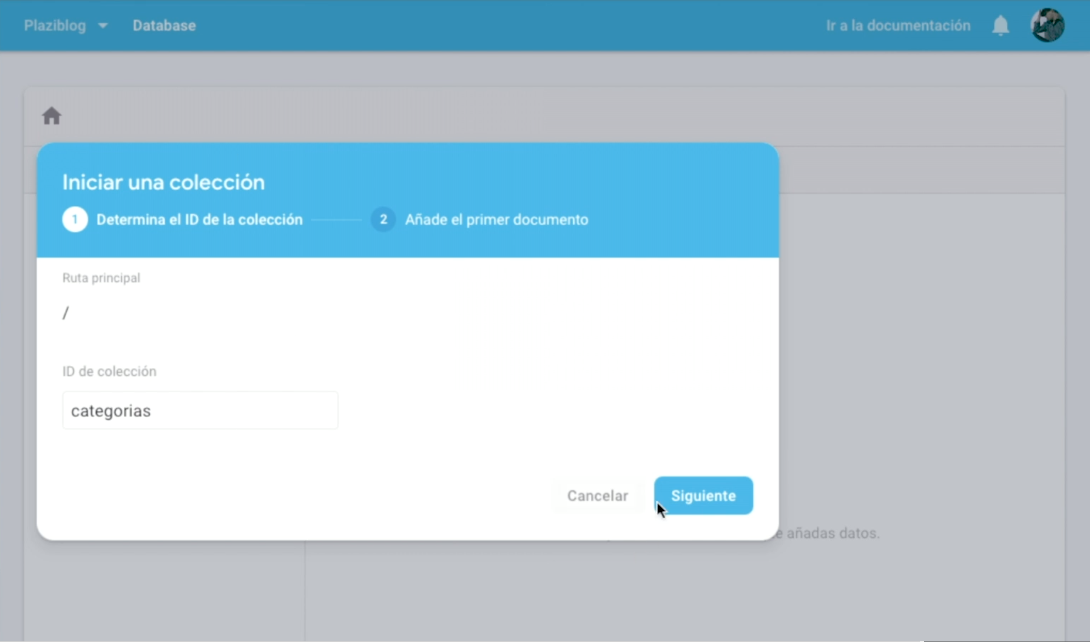 Plaziblog
Database
Ir a la documentación
Iniciar una colección
1 Determina el ID de la colección
2 Añade el primer documento
Ruta principal
/
ID de colección
categorias
Cancelar
Siguiente
añadas datos.